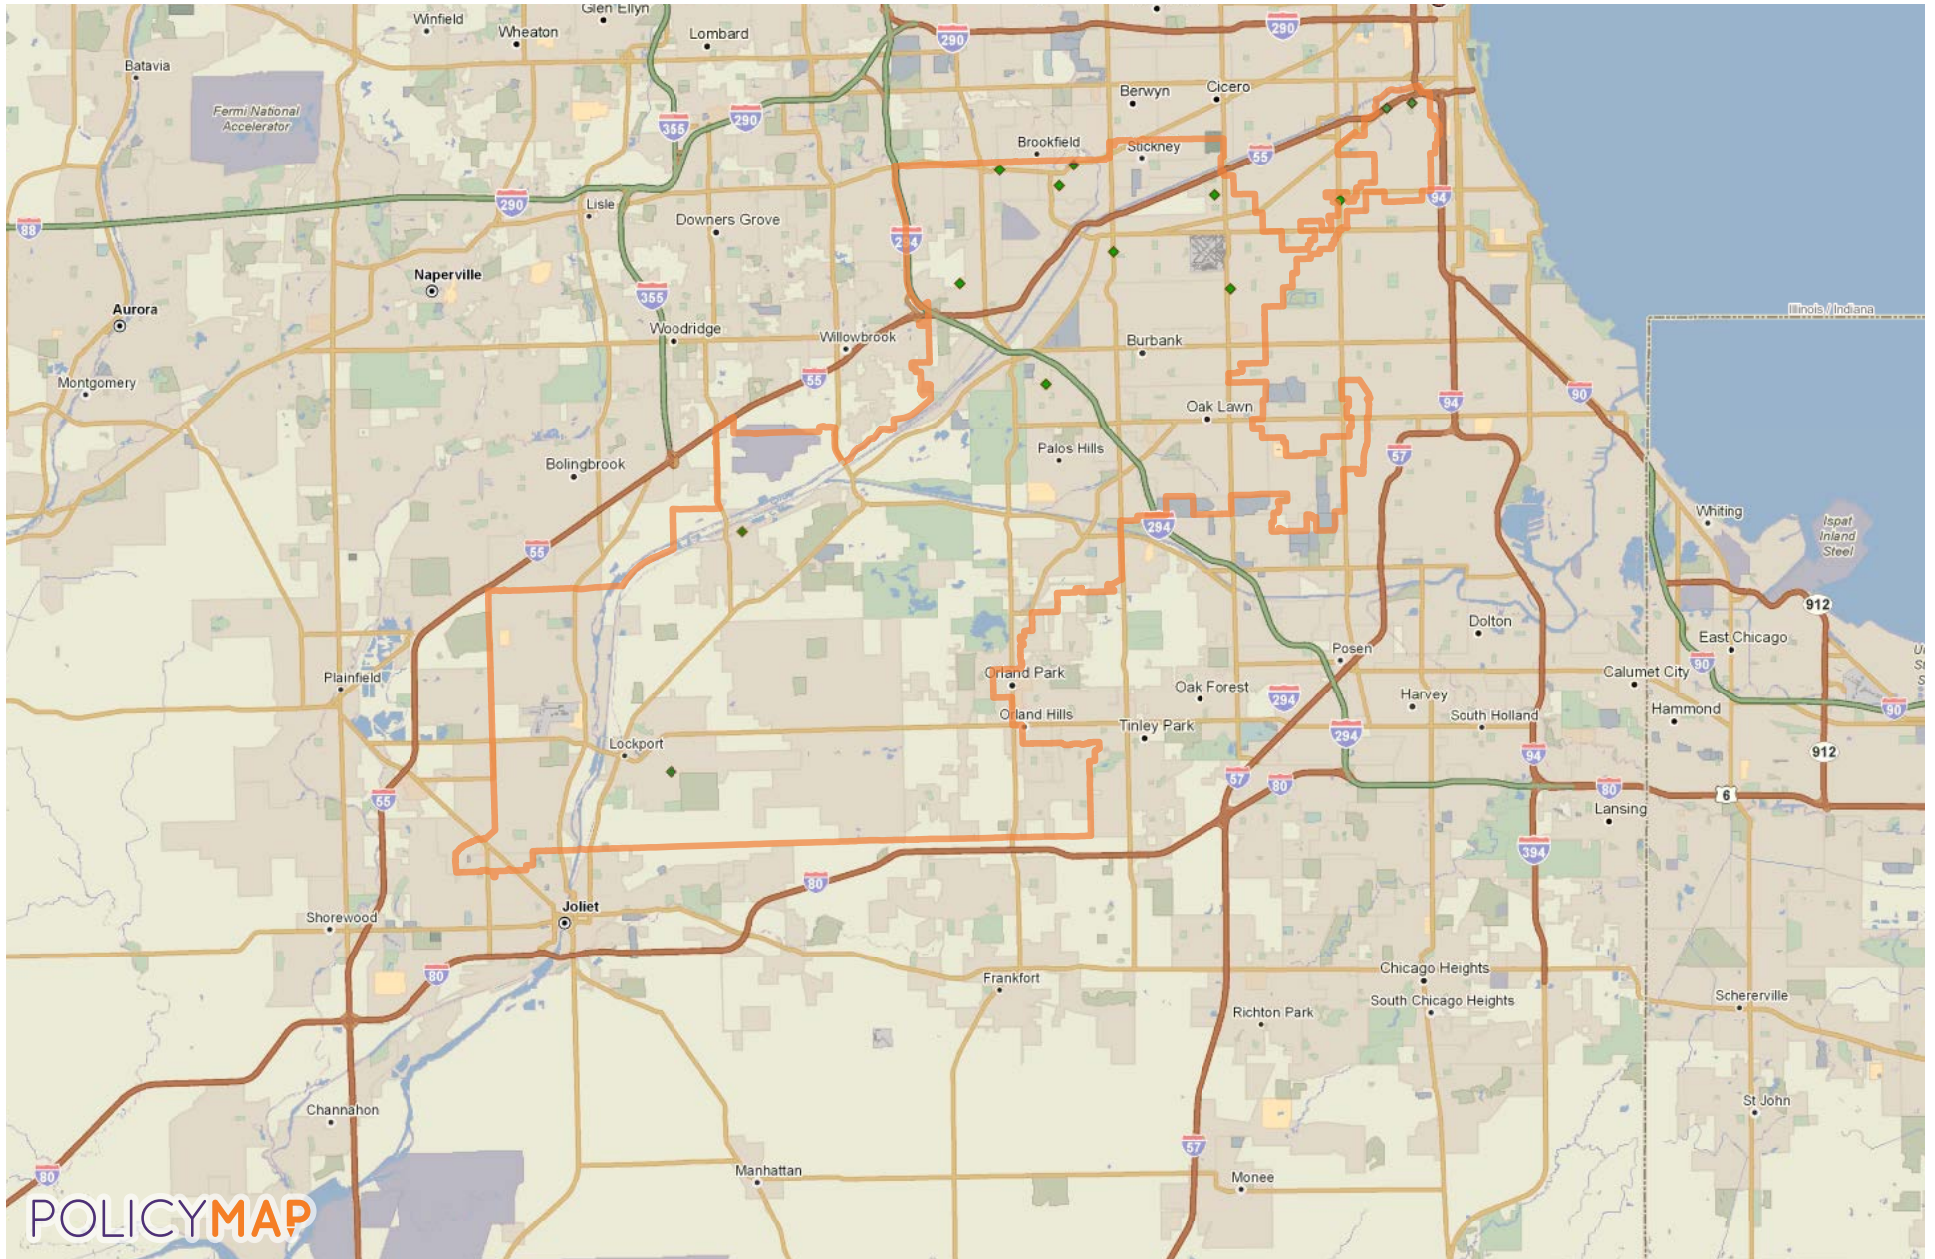 Glen Ellyn
Winfield
Wheaton
Lombard
290
290
Batavia
Fermi National
Accelerator
355
290
Berwyn
Cicero
Brookfield
Stickney
55
88
290
Lisle
Downers Grove
294
94
Naperville
355
Aurora
Illinois / Indiana
Woodridge
Willowbrook
Burbank
Montgomery
55
94
90
Oak Lawn
Bolingbrook
Palos Hills
57
294
Whiting
Ispat
Inland
Steel
55
912
Dolton
East Chicago
Posen
90
Plainfield
Orland Park
Oak Forest
294
Harvey
Calumet City
90
Orland Hills
Tinley Park
South Holland
Hammond
Lockport
294
94
912
57
80
80
6
55
Lansing
394
80
Joliet
Shorewood
80
Frankfort
Chicago Heights
South Chicago Heights
Schererville
Richton Park
Channahon
St John
57
80
Manhattan
Monee
POLICYMAP